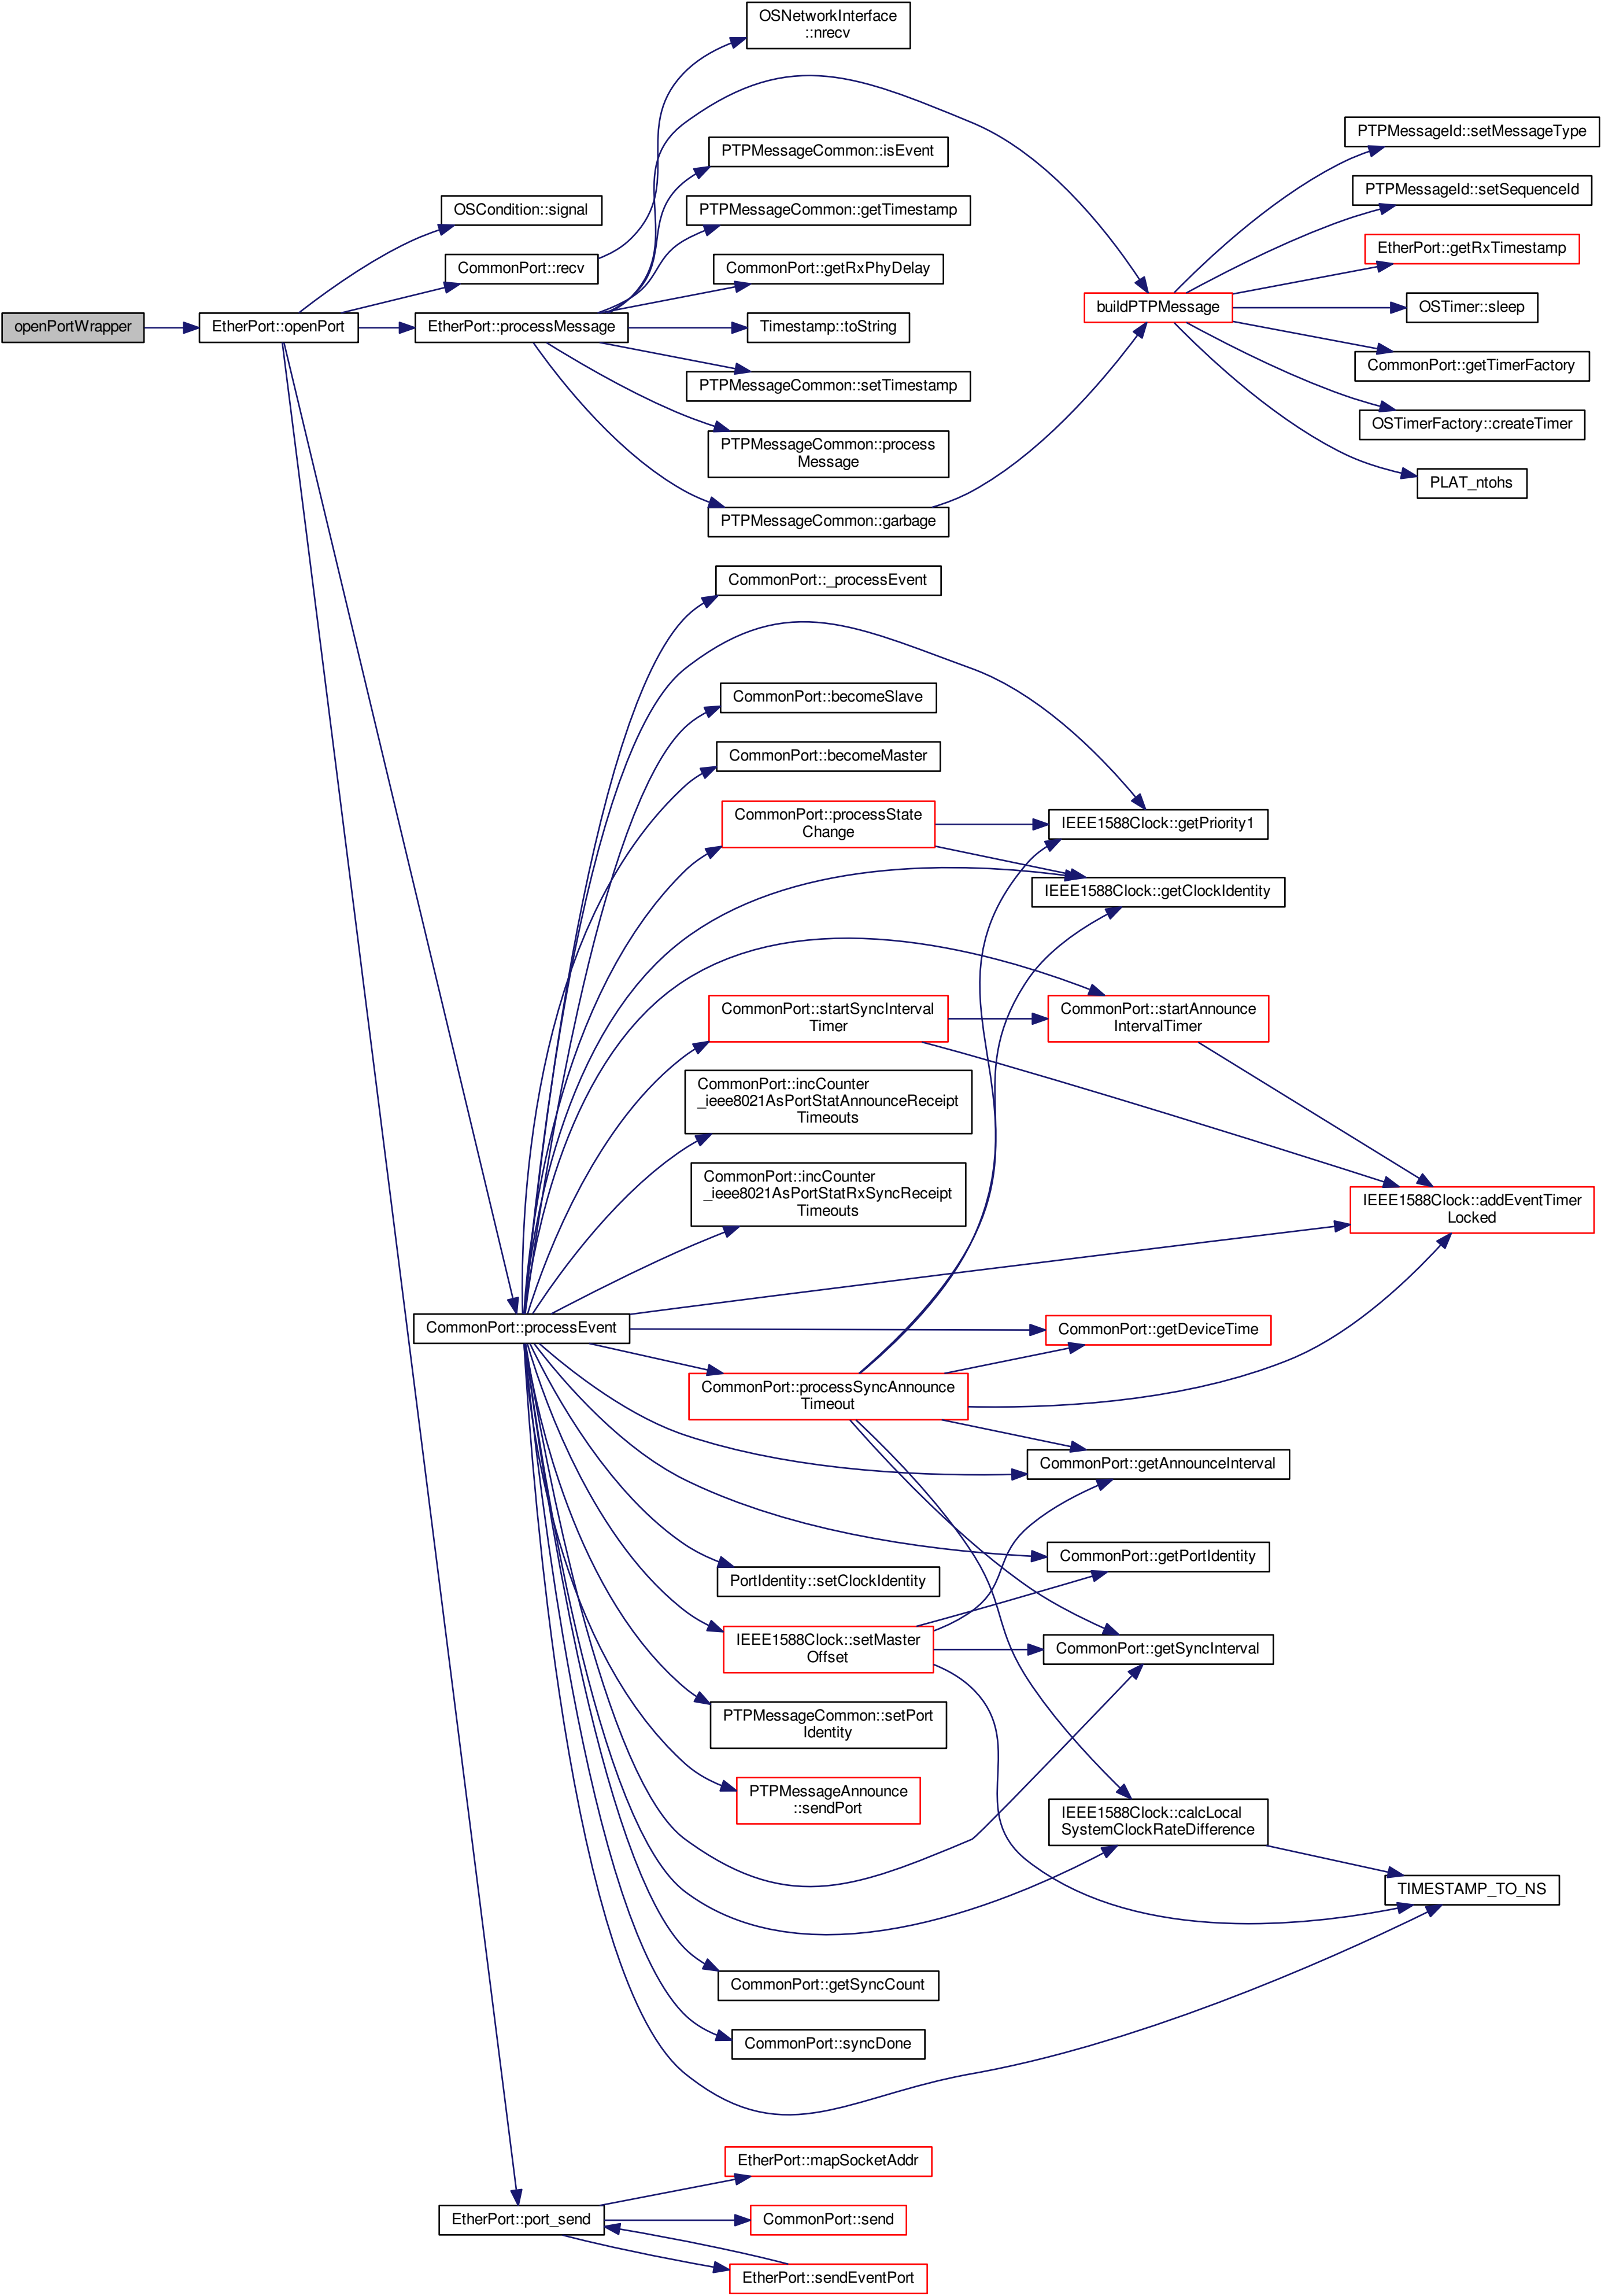 OSNetworkInterface
::nrecv
PTPMessageId::setMessageType
PTPMessageCommon::isEvent
PTPMessageId::setSequenceId
OSCondition::signal
PTPMessageCommon::getTimestamp
EtherPort::getRxTimestamp
CommonPort::recv
CommonPort::getRxPhyDelay
buildPTPMessage
OSTimer::sleep
openPortWrapper
EtherPort::openPort
EtherPort::processMessage
Timestamp::toString
CommonPort::getTimerFactory
PTPMessageCommon::setTimestamp
OSTimerFactory::createTimer
PTPMessageCommon::process
Message
PLAT_ntohs
PTPMessageCommon::garbage
CommonPort::_processEvent
CommonPort::becomeSlave
CommonPort::becomeMaster
CommonPort::processState
Change
IEEE1588Clock::getPriority1
IEEE1588Clock::getClockIdentity
CommonPort::startSyncInterval
Timer
CommonPort::startAnnounce
IntervalTimer
CommonPort::incCounter
_ieee8021AsPortStatAnnounceReceipt
Timeouts
CommonPort::incCounter
_ieee8021AsPortStatRxSyncReceipt
Timeouts
IEEE1588Clock::addEventTimer
Locked
CommonPort::processEvent
CommonPort::getDeviceTime
CommonPort::processSyncAnnounce
Timeout
CommonPort::getAnnounceInterval
CommonPort::getPortIdentity
PortIdentity::setClockIdentity
IEEE1588Clock::setMaster
Offset
CommonPort::getSyncInterval
PTPMessageCommon::setPort
Identity
PTPMessageAnnounce
::sendPort
IEEE1588Clock::calcLocal
SystemClockRateDifference
TIMESTAMP_TO_NS
CommonPort::getSyncCount
CommonPort::syncDone
EtherPort::mapSocketAddr
EtherPort::port_send
CommonPort::send
EtherPort::sendEventPort